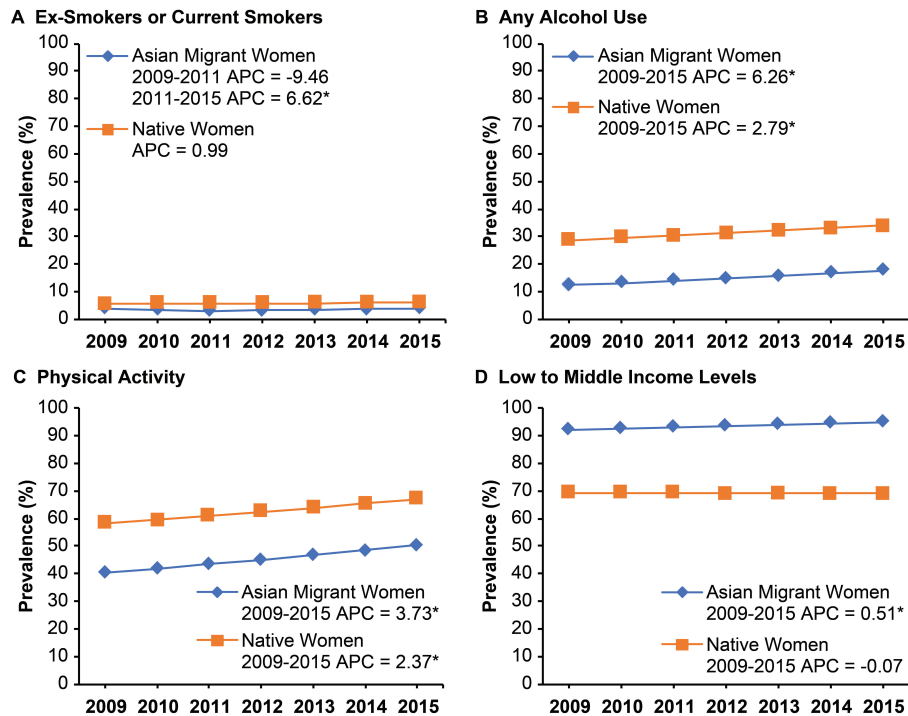 A Ex-Smokers or Current Smokers
Prevalence (%)
100
90
80
70
60
50
40
30
20
10
0
Asian Migrant Women
2009-2011 APC = -9.46
2011-2015 APC = 6.62*
Native Women
APC = 0.99
2009 2010 2011 2012 2013 2014 2015
B Any Alcohol Use
Prevalence (%)
100
90
80
70
60
50
40
30
20
10
0
Asian Migrant Women
2009-2015 APC = 6.26*
Native Women
2009-2015 APC = 2.79*
2009 2010 2011 2012 2013 2014 2015
C Physical Activity
Prevalence (%)
100
90
80
70
60
50
40
30
20
10
0
Asian Migrant Women
2009-2015 APC = 3.73*
Native Women
2009-2015 APC = 2.37*
2009 2010 2011 2012 2013 2014 2015
D Low to Middle Income Levels
Prevalence (%)
100
90
80
70
60
50
40
30
20
10
0
Asian Migrant Women
2009-2015 APC = 0.51*
Native Women
2009-2015 APC = -0.07
2009 2010 2011 2012 2013 2014 2015